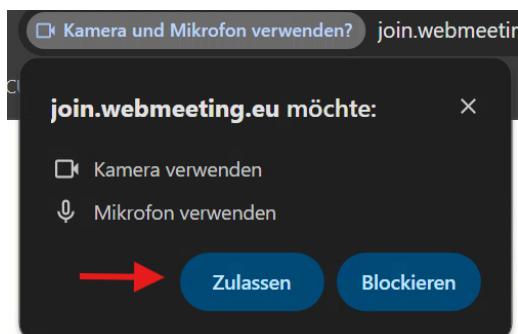 Kamera und Mikrofon verwenden? join.webmeetin
join.webmeeting.eu möchte:
Kamera verwenden
Mikrofon verwenden
Zulassen Blockieren